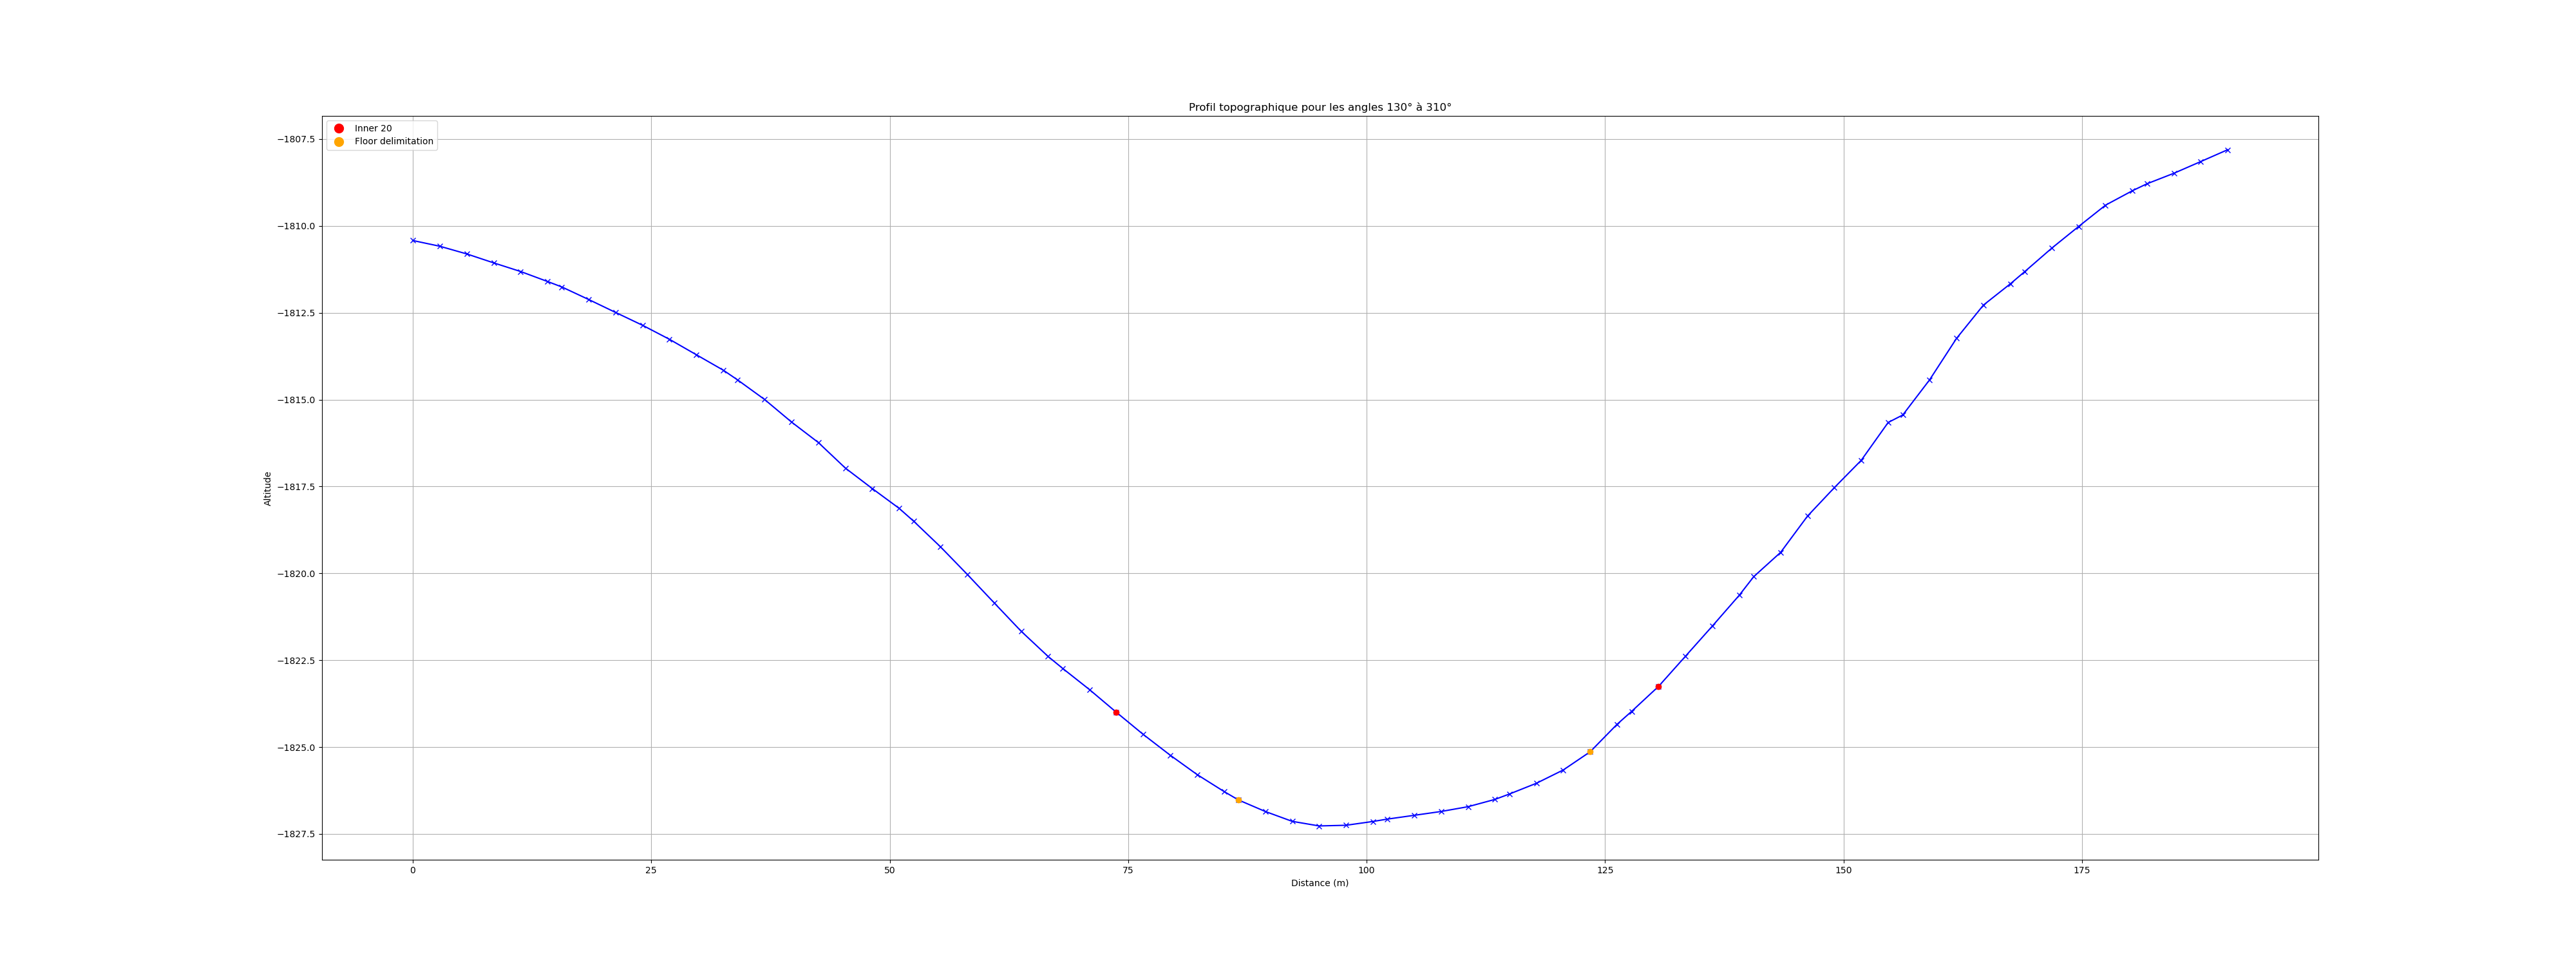 Profil topographique pour les angles 130° à 310°
Inner 20
Floor delimitation
Altitude
−1807.5
−1810.0
−1812.5
−1815.0
−1817.5
−1820.0
−1822.5
−1825.0
−1827.5
0 25 50 75 100 125 150 175
Distance (m)